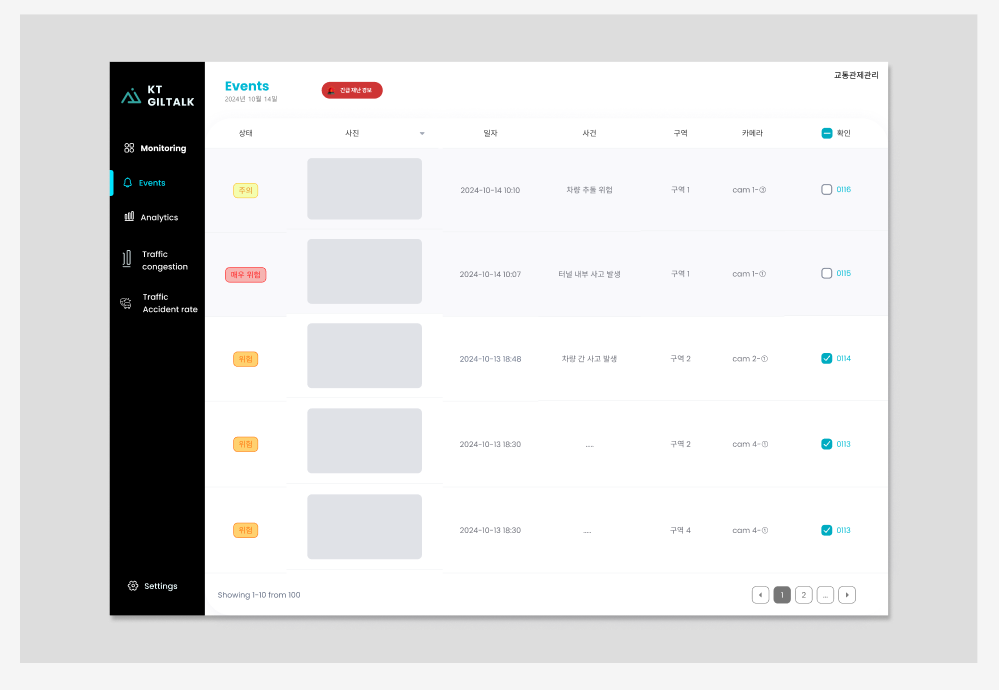 KT
GILTALK
Monitoring
Events
Analytics
Traffic
congestion
Traffic
Accident rate
Settings
Events
2024년 10월 14일
긴급 재난 경보
교통관제관리
상태 사진 일자 사건 구역 카메라 확인
주의 2024-10-14 10:10 차량 추돌 위험 구역 1 cam 1-③ 0116
매우 위험 2024-10-14 10:07 터널 내부 사고 발생 구역 1 cam 1-① 0115
위험 2024-10-13 18:48 차량 간 사고 발생 구역 2 cam 2-① 0114
위험 2024-10-13 18:30 .... 구역 2 cam 4-① 0113
위험 2024-10-13 18:30 .... 구역 4 cam 4-① 0113
Showing 1-10 from 100
1 2 ...